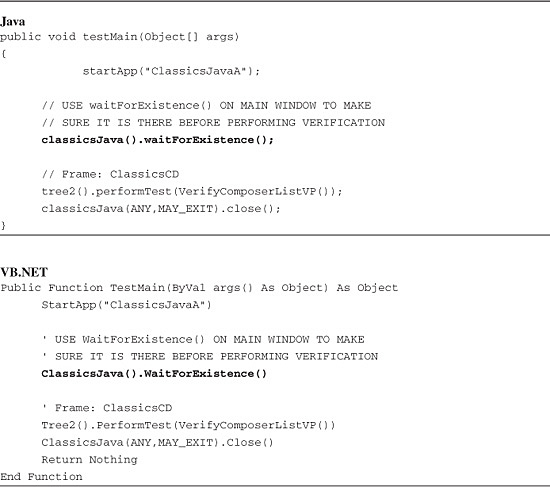 Java
public void testMain(Object[] args)
{
startApp("ClassicsJavaA");
// USE waitForExistence() ON MAIN WINDOW TO MAKE
// SURE IT IS THERE BEFORE PERFORMING VERIFICATION
classicsJava().waitForExistence();
// Frame: ClassicsCD
tree2().performTest(VerifyComposerListVP());
classicsJava(ANY,MAY_EXIT).close();
}
VB.NET
Public Function TestMain(ByVal args() As Object) As Object
StartApp("ClassicsJavaA")
' USE WaitForExistence() ON MAIN WINDOW TO MAKE
' SURE IT IS THERE BEFORE PERFORMING VERIFICATION
ClassicsJava().WaitForExistence()
' Frame: ClassicsCD
Tree2().PerformTest(VerifyComposerListVP())
ClassicsJava(ANY,MAY_EXIT).Close()
Return Nothing
End Function